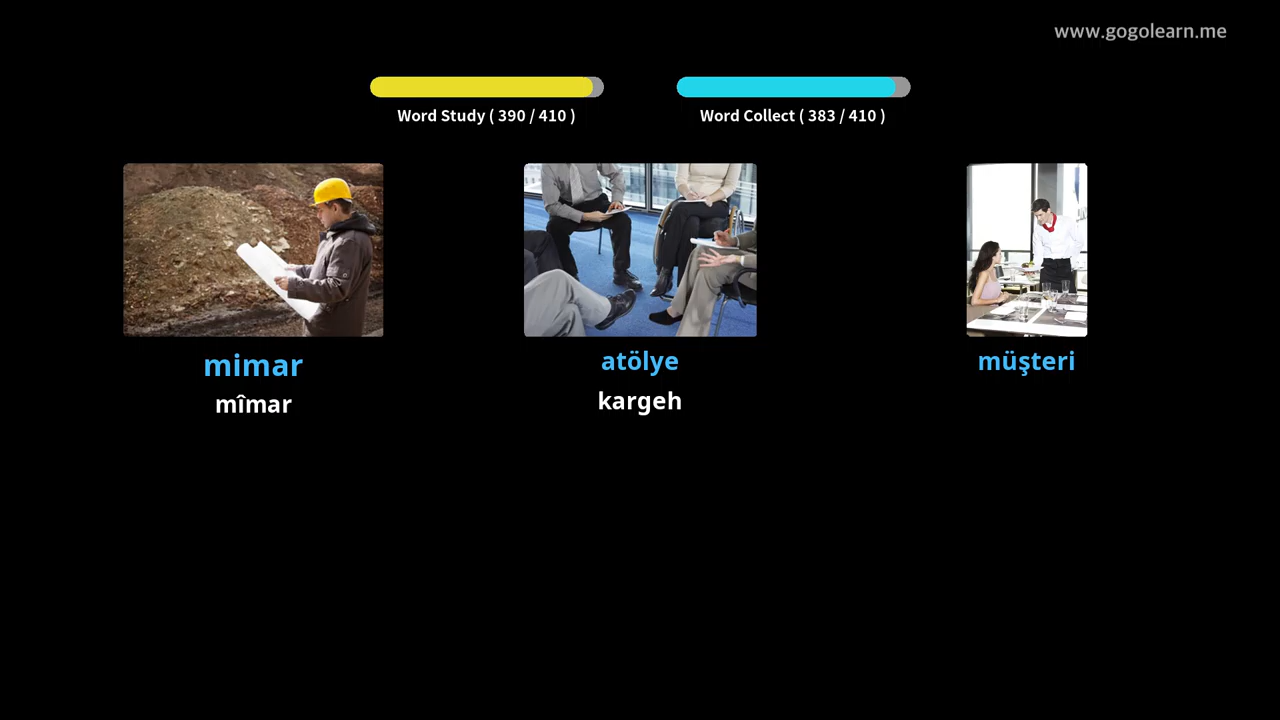 www.gogolearn.me
Word Study ( 390 / 410 )
Word Collect ( 383 / 410 )
mimar
mîmar
atölye
kargeh
müşteri